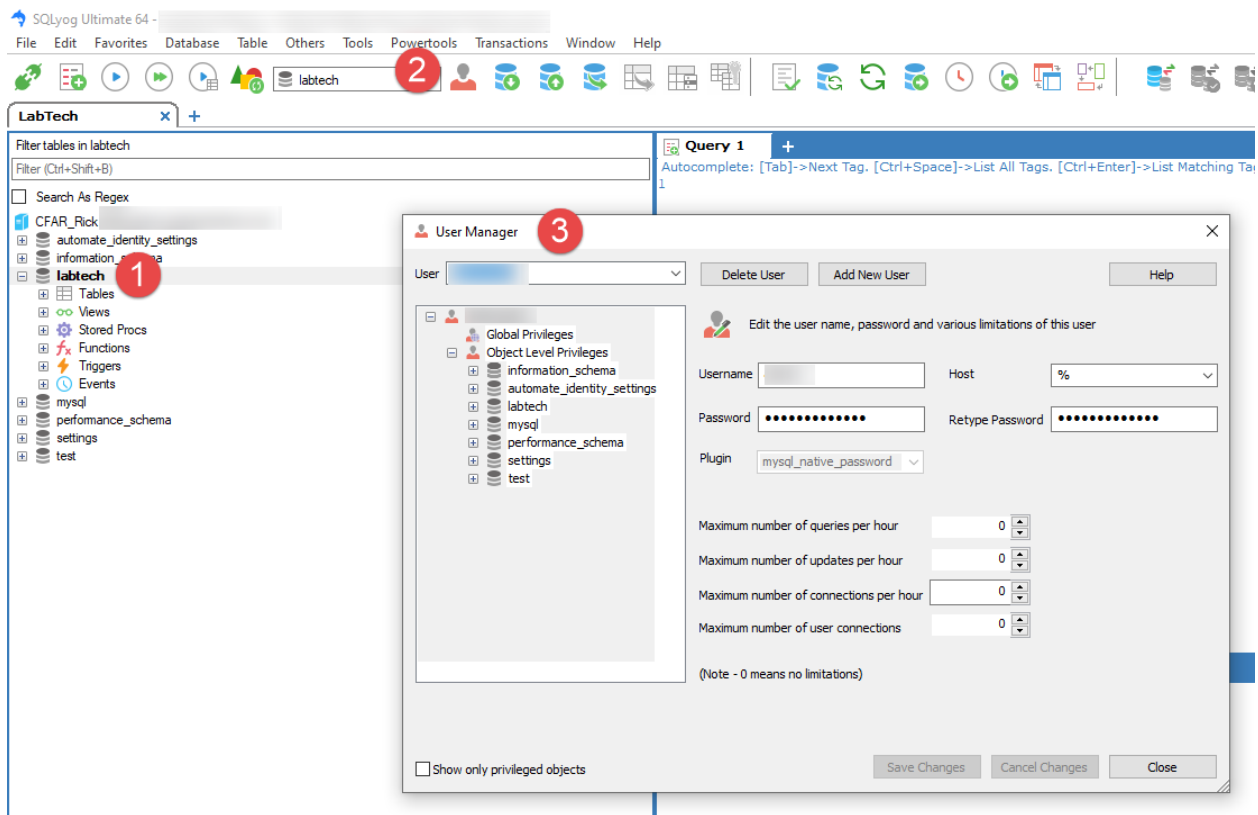 SQLyog Ultimate 64 -
File Edit Favorites Database Table Others Tools Powertools Transactions Window Help
labtech
2
LabTech
Filter tables in labtech
Filter (Ctrl+Shift+B)
Search As Regex
CFAR_Rick
automate_identity_settings
labtech
1
Tables
Views
Stored Procs
Functions
Triggers
Events
mysql
performance_schema
settings
test
Query 1
Autocomplete: [Tab]->Next Tag. [Ctrl+Space]->List All Tags. [Ctrl+Enter]->List Matching
1
User Manager
3
User
Delete User
Add New User
Help
Global Privileges
Object Level Privileges
information_schema
automate_identity_settings
labtech
mysql
performance_schema
settings
test
Edit the user name, password and various limitations of this user
Username
Host
%
Password
Retype Password
Plugin
mysql_native_password
Maximum number of queries per hour 0
Maximum number of updates per hour 0
Maximum number of connections per hour 0
Maximum number of user connections 0
(Note - 0 means no limitations)
Show only privileged objects
Save Changes
Cancel Changes
Close